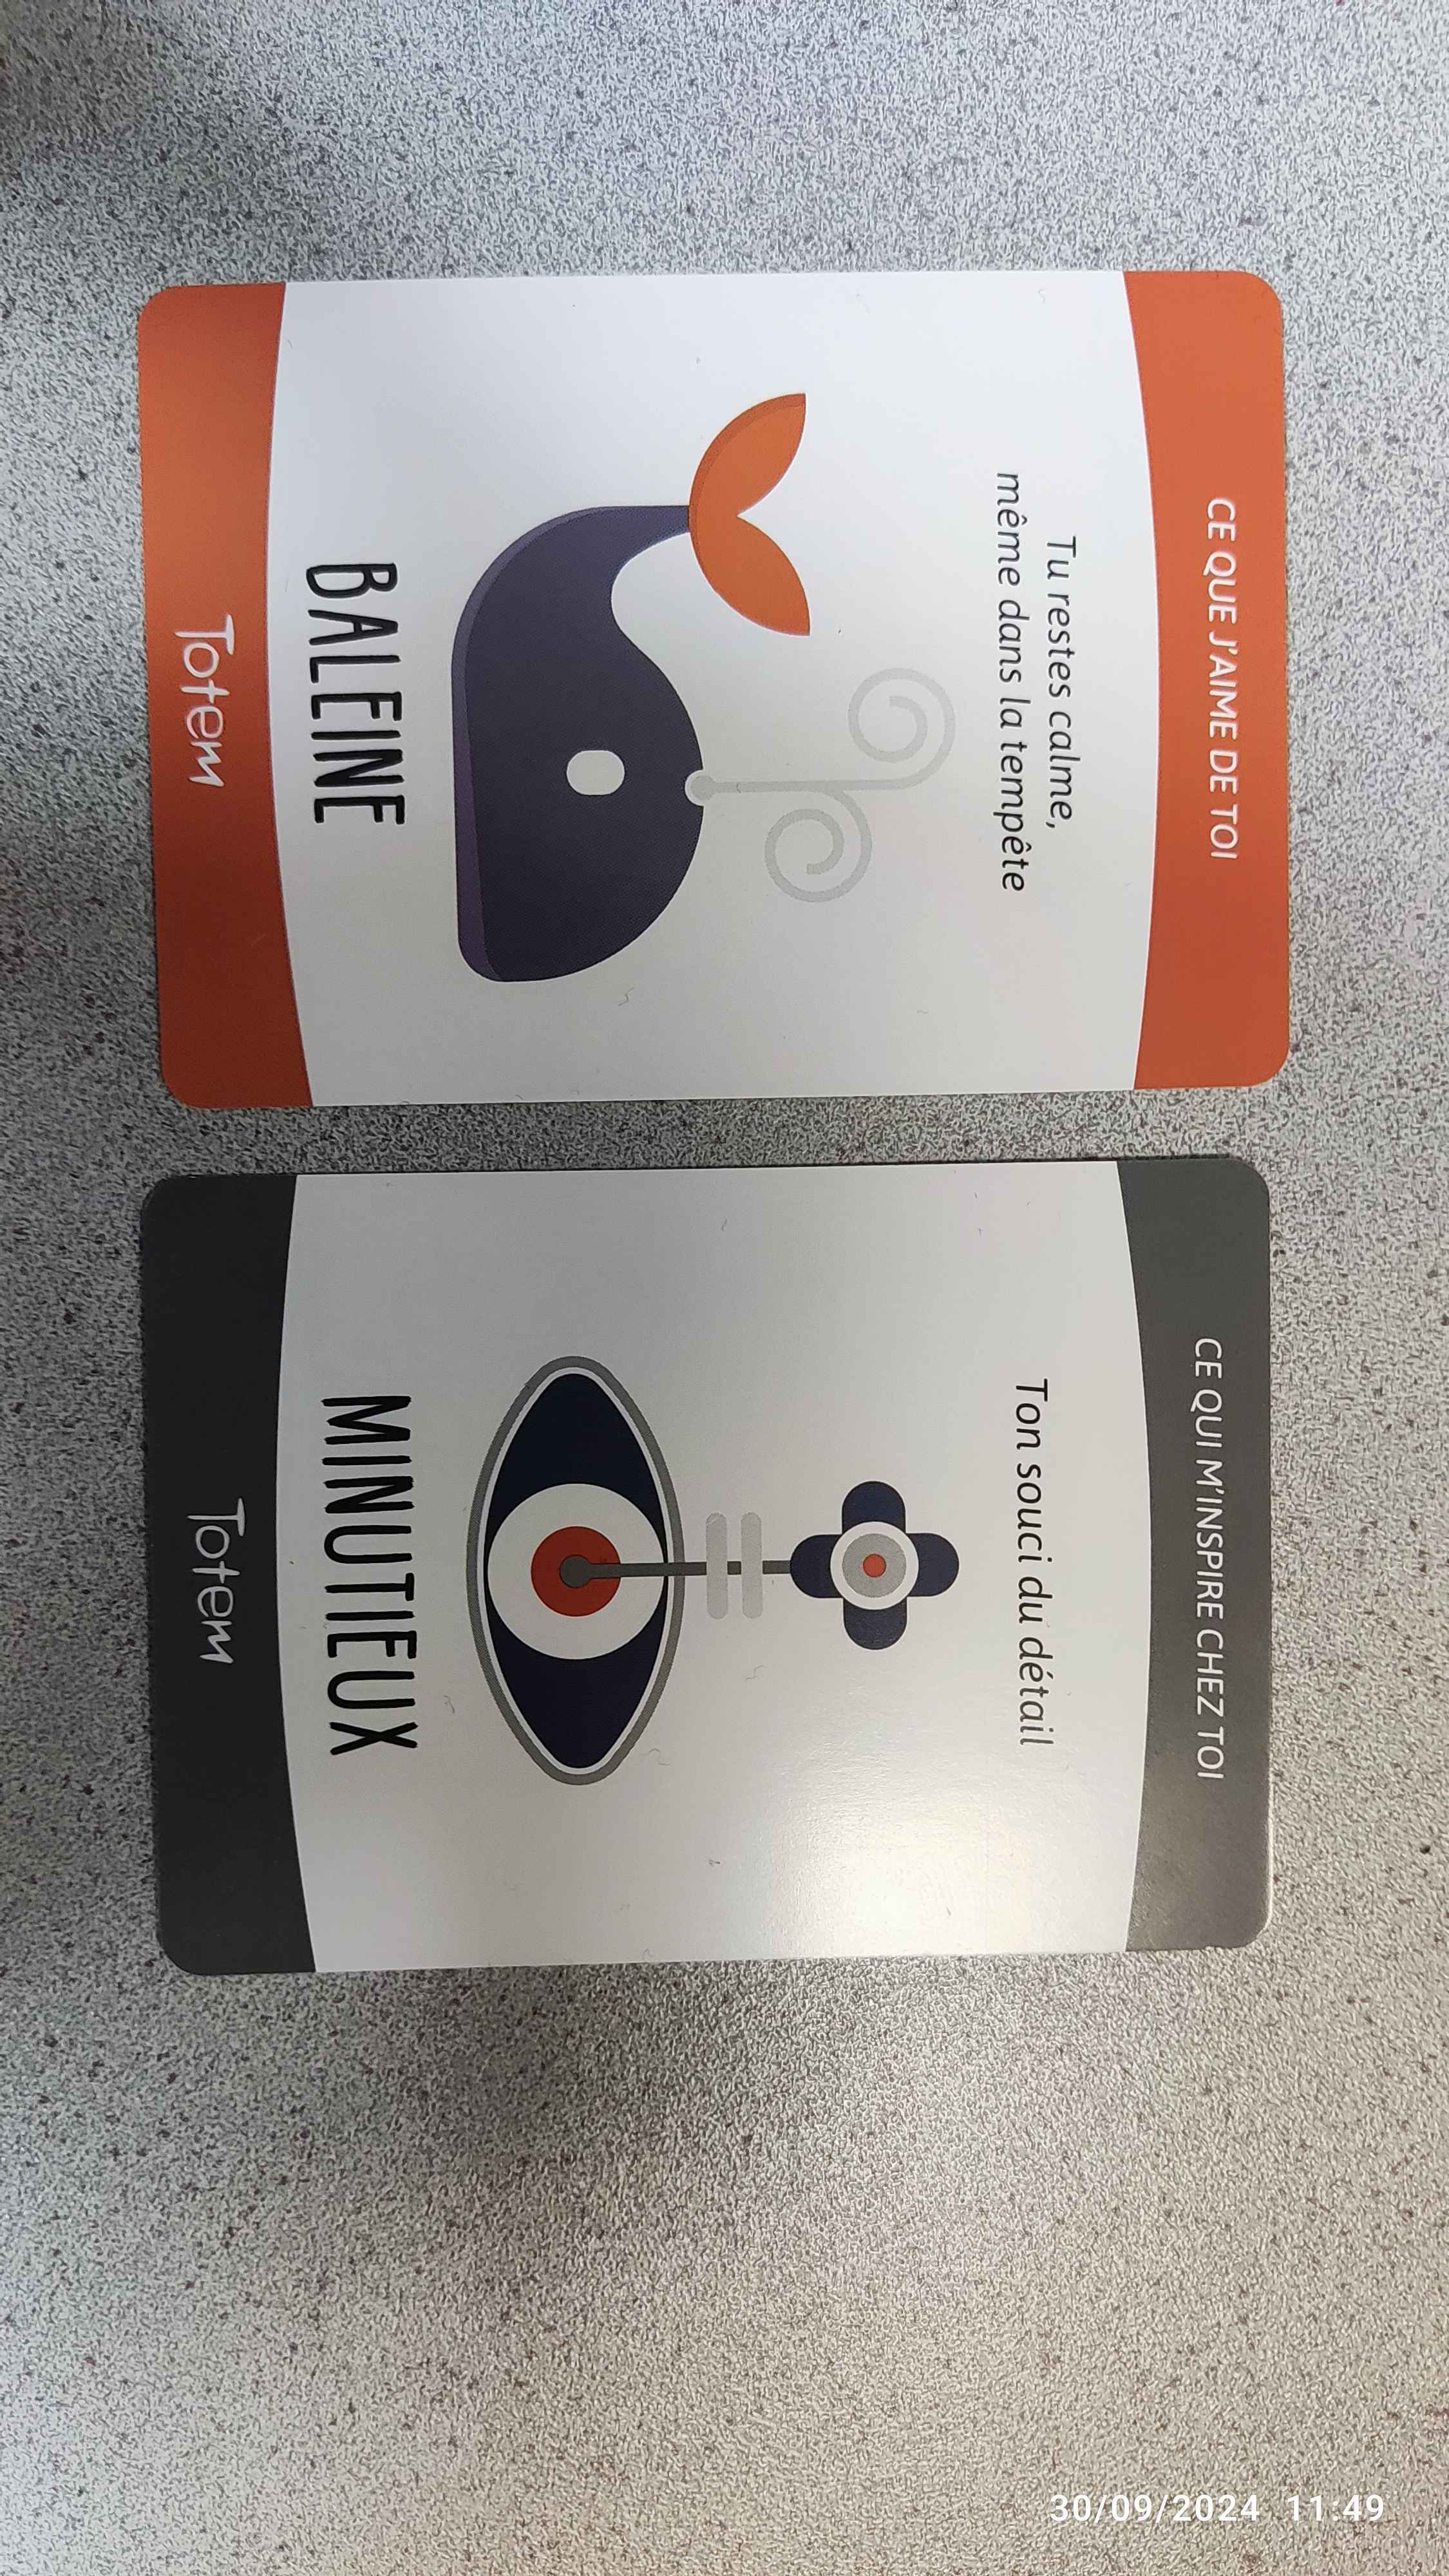 CE QUE J'AIME DE TOI
Tu restes calme,
même dans la tempête
BALEINE
Totem
CE QUI M'INSPIRE CHEZ TOI
Ton souci du détail
MINUTIEUX
Totem
30/09/2024 11:49